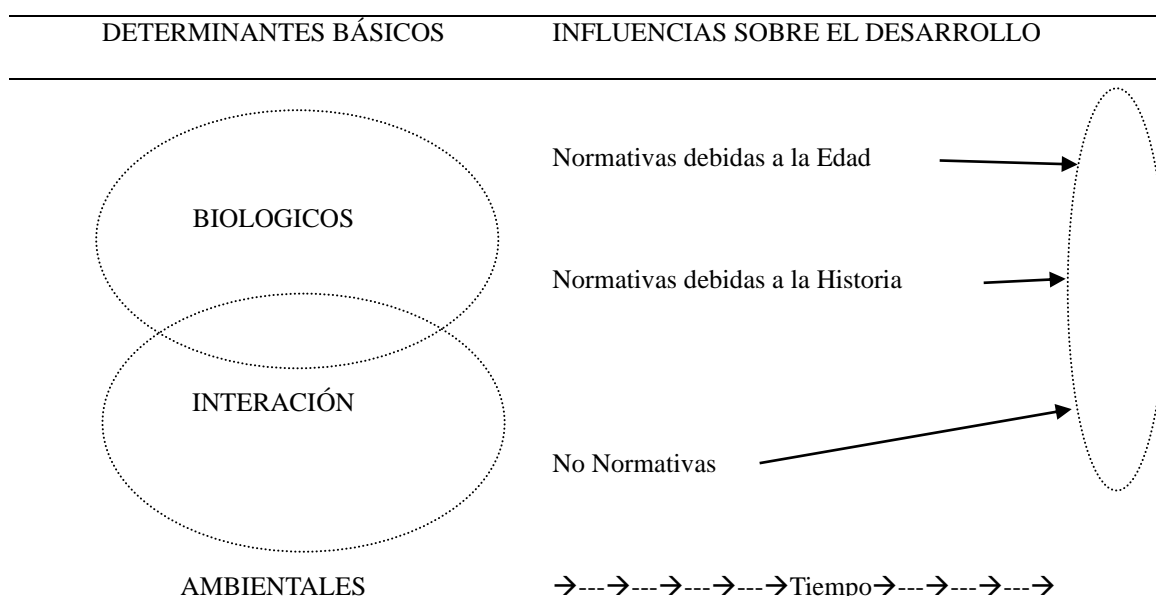 DETERMINANTES BÁSICOS INFLUENCIAS SOBRE EL DESARROLLO
Normativas debidas a la Edad
BIOLOGICOS
Normativas debidas a la Historia
INTERACIÓN
No Normativas
AMBIENTALES →---→---→---→---→Tiempo→---→---→---→